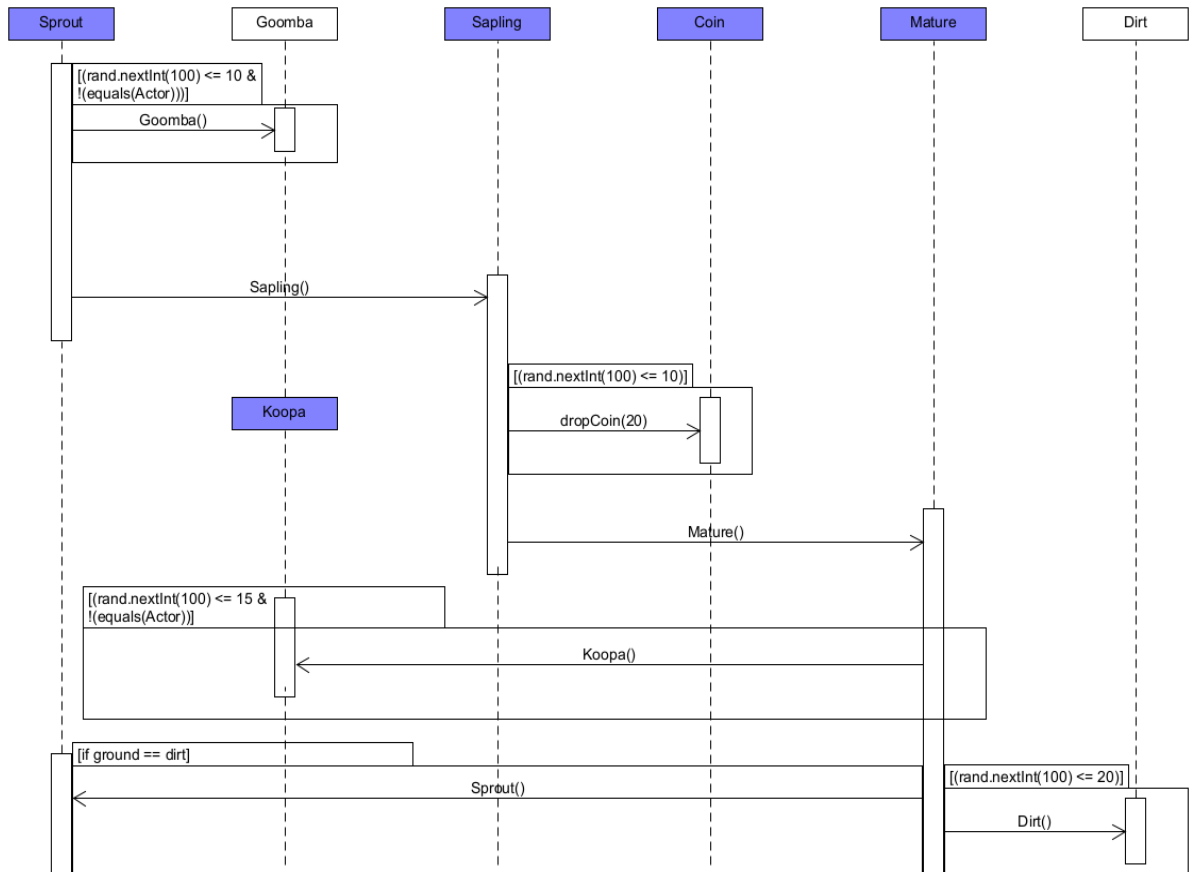 Sprout
Goomba
Sapling
Coin
Mature
Dirt
[(rand.nextInt(100) <= 10 &
!(equals(Actor)))]
Goomba()
Sapling()
[(rand.nextInt(100) <= 10)]
Koopa
dropCoin(20)
Mature()
[(rand.nextInt(100) <= 15 &
!(equals(Actor))]
Koopa()
[if ground == dirt]
[(rand.nextInt(100) <= 20)]
Sprout()
Dirt()